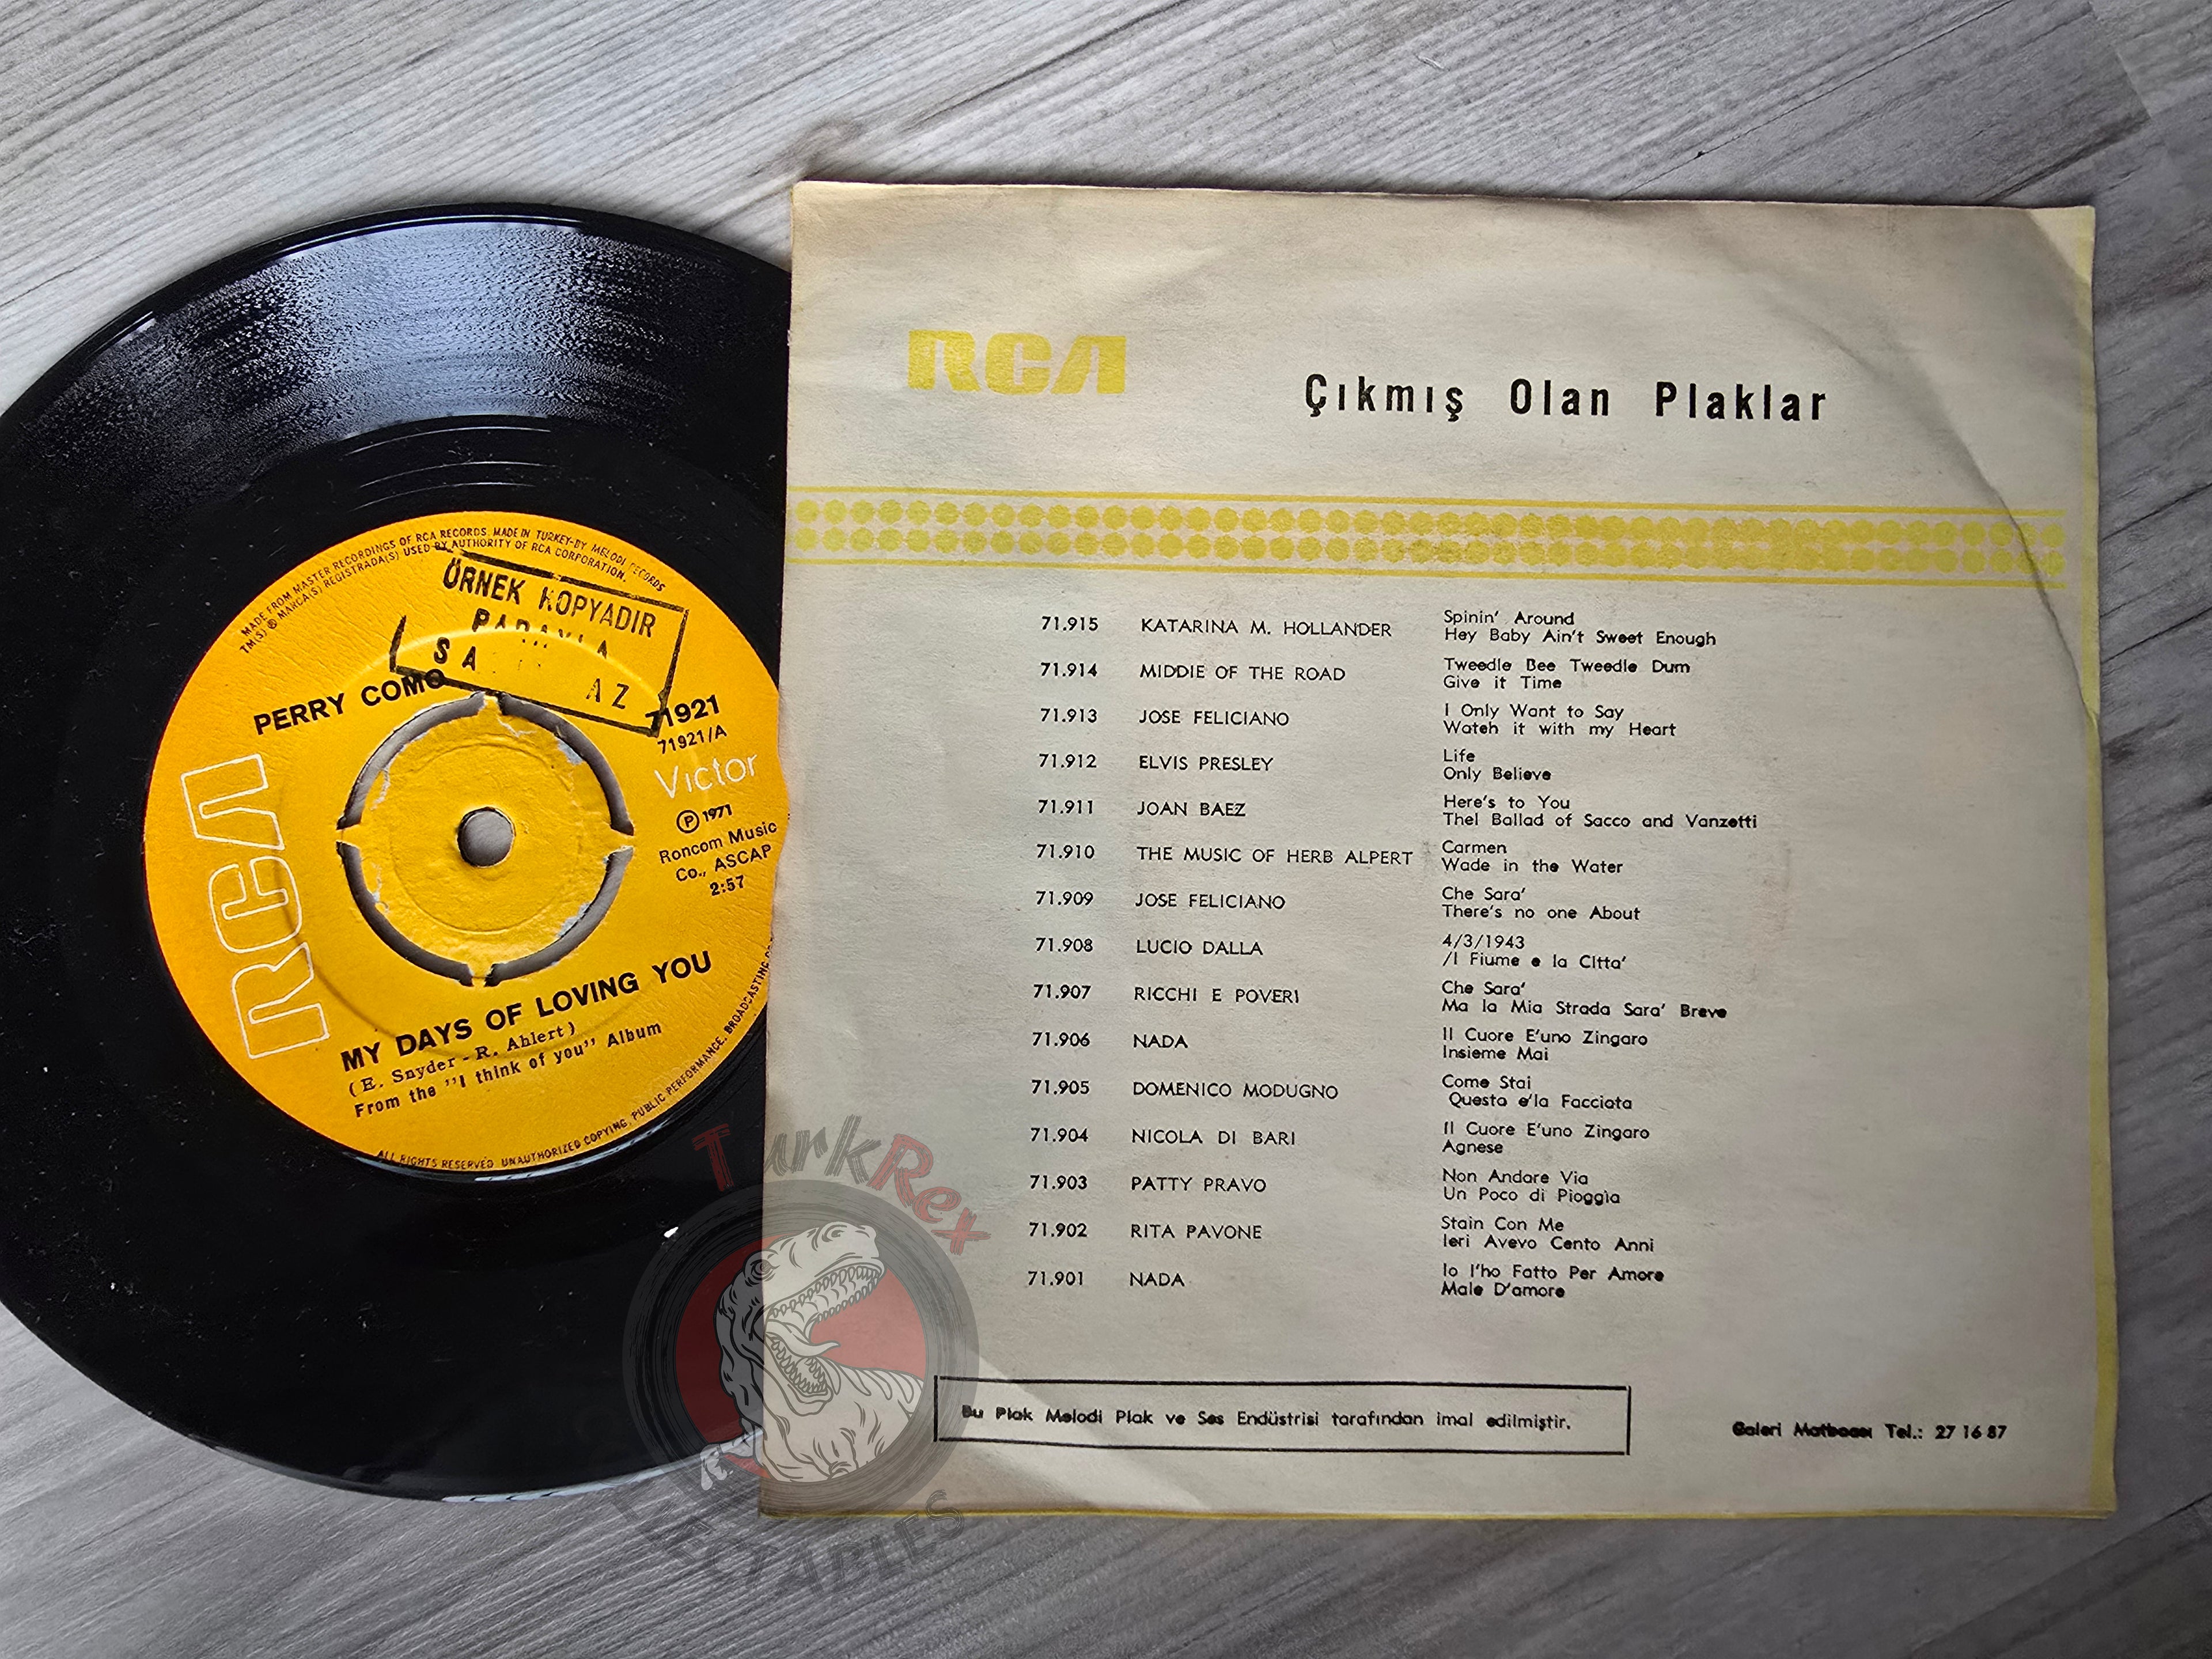 MADE FROM MASTER RECORDINGS OF RCA RECORDS. MADE IN TURKEY-BY MELODI RECORDS
TM(S) ® MARCA(S) REGISTRADA(S) USED BY AUTHORITY OF RCA CORPORATION.
ÖRNEK KOPYADIR
PERRY COMO
71921
71921/A
RCA
Victor
Ⓟ 1971
Roncom Music
Co., ASCAP
2:57
MY DAYS OF LOVING YOU
(E. Snyder - R. Ahlert)
From the "I think of you" Album
ALL RIGHTS RESERVED UNAUTHORIZED COPYING, PUBLIC PERFORMANCE, BROADCASTING
RCA
Çıkmış Olan Plaklar
71.915 KATARINA M. HOLLANDER Spinin' Around
Hey Baby Ain't Sweet Enough
71.914 MIDDIE OF THE ROAD Tweedle Bee Tweedle Dum
Give it Time
71.913 JOSE FELICIANO I Only Want to Say
Wateh it with my Heart
71.912 ELVIS PRESLEY Life
Only Believe
71.911 JOAN BAEZ Here's to You
Thel Ballad of Sacco and Vanzetti
71.910 THE MUSIC OF HERB ALPERT Carmen
Wade in the Water
71.909 JOSE FELICIANO Che Sara'
There's no one About
71.908 LUCIO DALLA 4/3/1943
/I Fiume e la CItta'
71.907 RICCHI E POVERI Che Sara'
Ma la Mia Strada Sara' Breve
71.906 NADA Il Cuore E'uno Zingaro
Insieme Mai
71.905 DOMENICO MODUGNO Come Stai
Questa e'la Facciata
71.904 NICOLA DI BARI Il Cuore E'uno Zingaro
Agnese
71.903 PATTY PRAVO Non Andare Via
Un Poco di Pioggia
71.902 RITA PAVONE Stain Con Me
Ieri Avevo Cento Anni
71.901 NADA Io l'ho Fatto Per Amore
Male D'amore
Bu Plak Melodi Plak ve Ses Endüstrisi tarafından imal edilmiştir.
Galeri Matbaası Tel.: 27 16 87
TurkRex